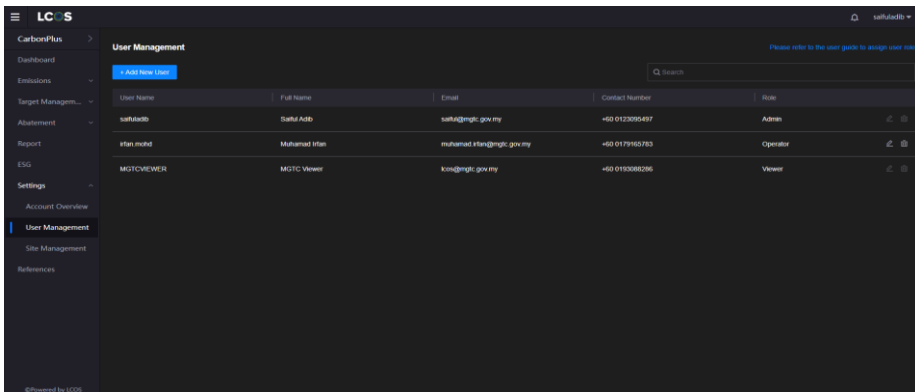 LCOS
saifuladib
CarbonPlus
User Management
Please refer to the user guide to assign user role
Dashboard
+ Add New User
Search
Emissions
User Name Full Name Email Contact Number Role
Target Managem...
saifuladib Saiful Adib saiful@mgtc.gov.my +60 0123095497 Admin
Abatement
Report
irfan.mohd Muhamad Irfan muhamad.irfan@mgtc.gov.my +60 0179165783 Operator
ESG
MGTCVIEWER MGTC Viewer lcos@mgtc.gov.my +60 0193088286 Viewer
Settings
Account Overview
User Management
Site Management
References
©Powered by LCOS